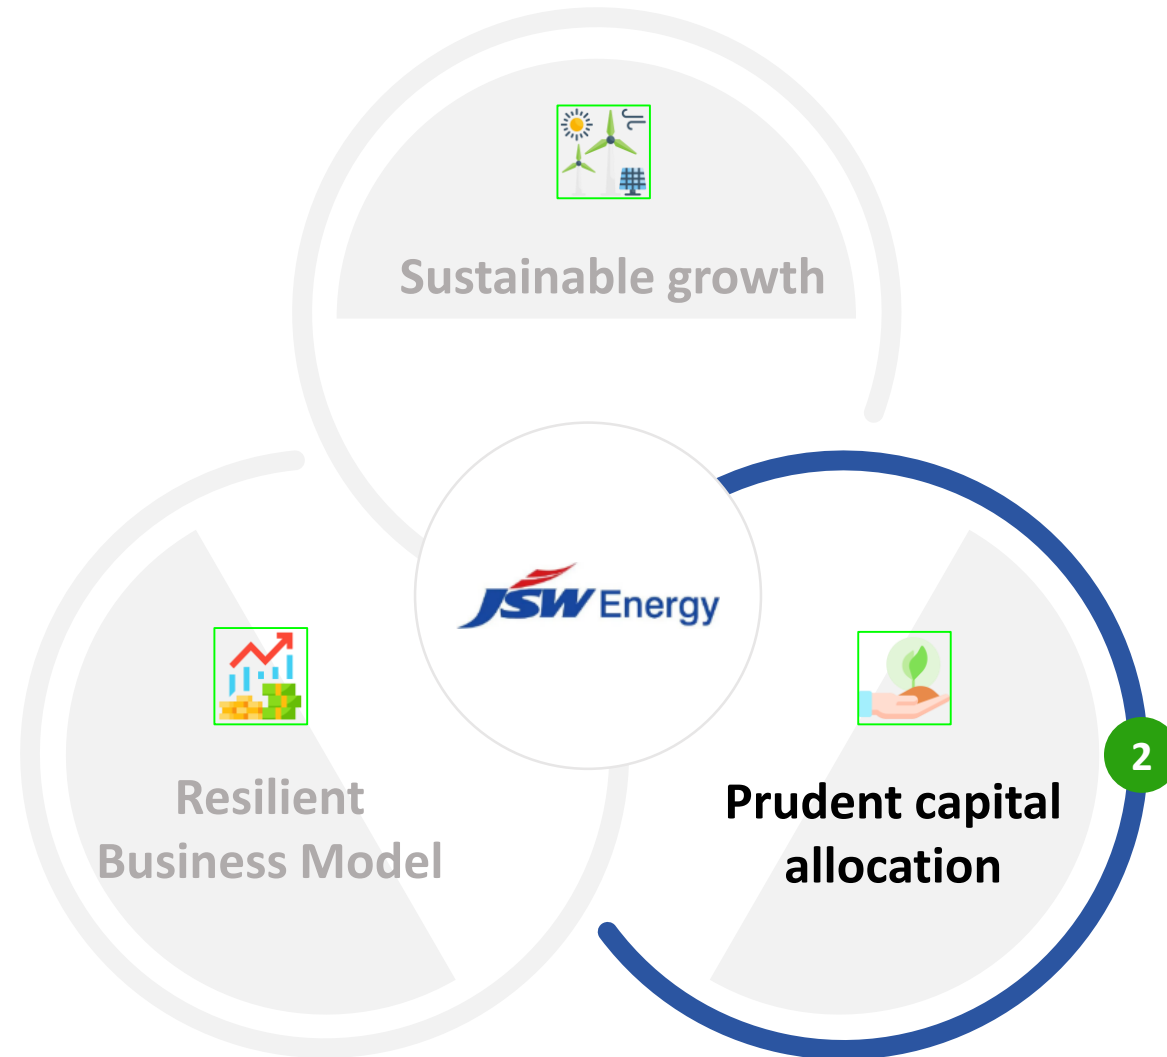 Sustainable growth
JSW Energy
Resilient
Business Model
Prudent capital
allocation
2